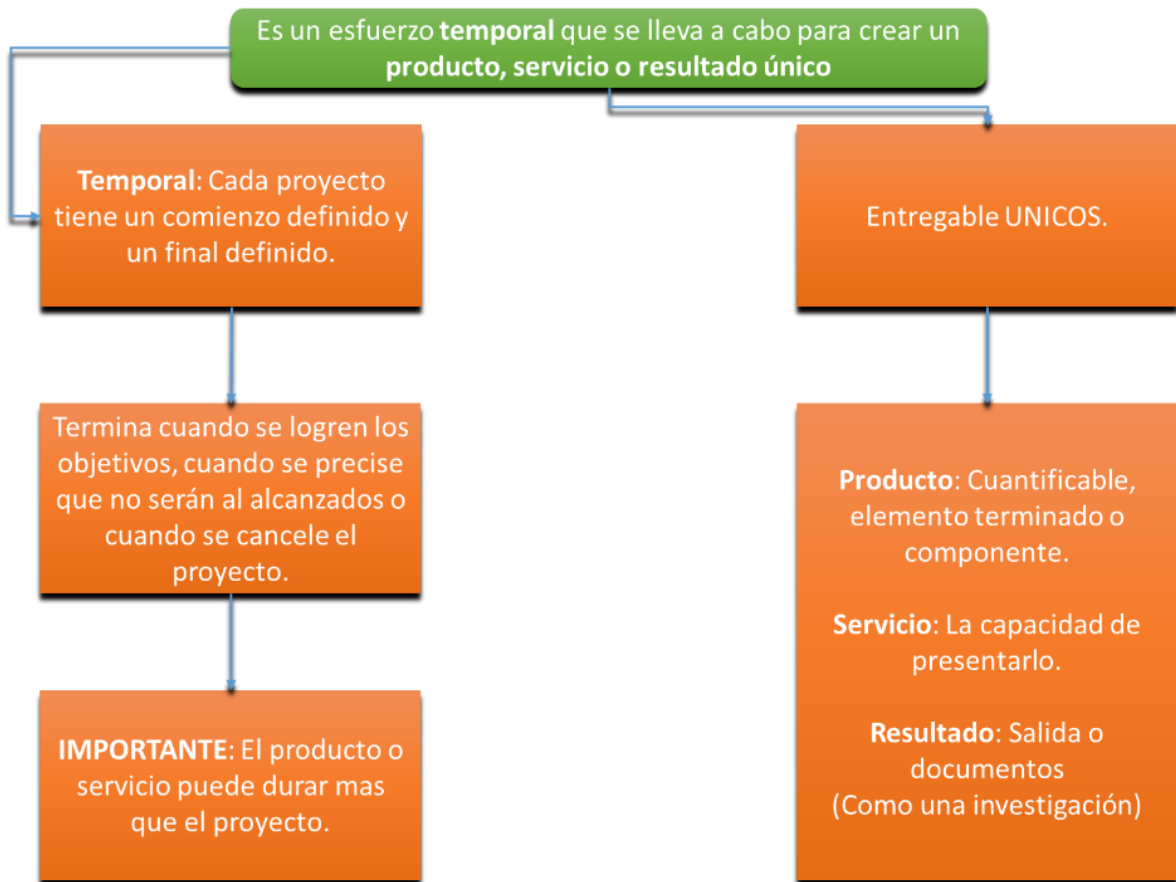 Es un esfuerzo temporal que se lleva a cabo para crear un
producto, servicio o resultado único
Temporal: Cada proyecto
tiene un comienzo definido y
un final definido.
Termina cuando se logren los
objetivos, cuando se precise
que no serán al alcanzados o
cuando se cancele el
proyecto.
IMPORTANTE: El producto o
servicio puede durar mas
que el proyecto.
Entregable UNICOS.
Producto: Cuantificable,
elemento terminado o
componente.
Servicio: La capacidad de
presentarlo.
Resultado: Salida o
documentos
(Como una investigación)